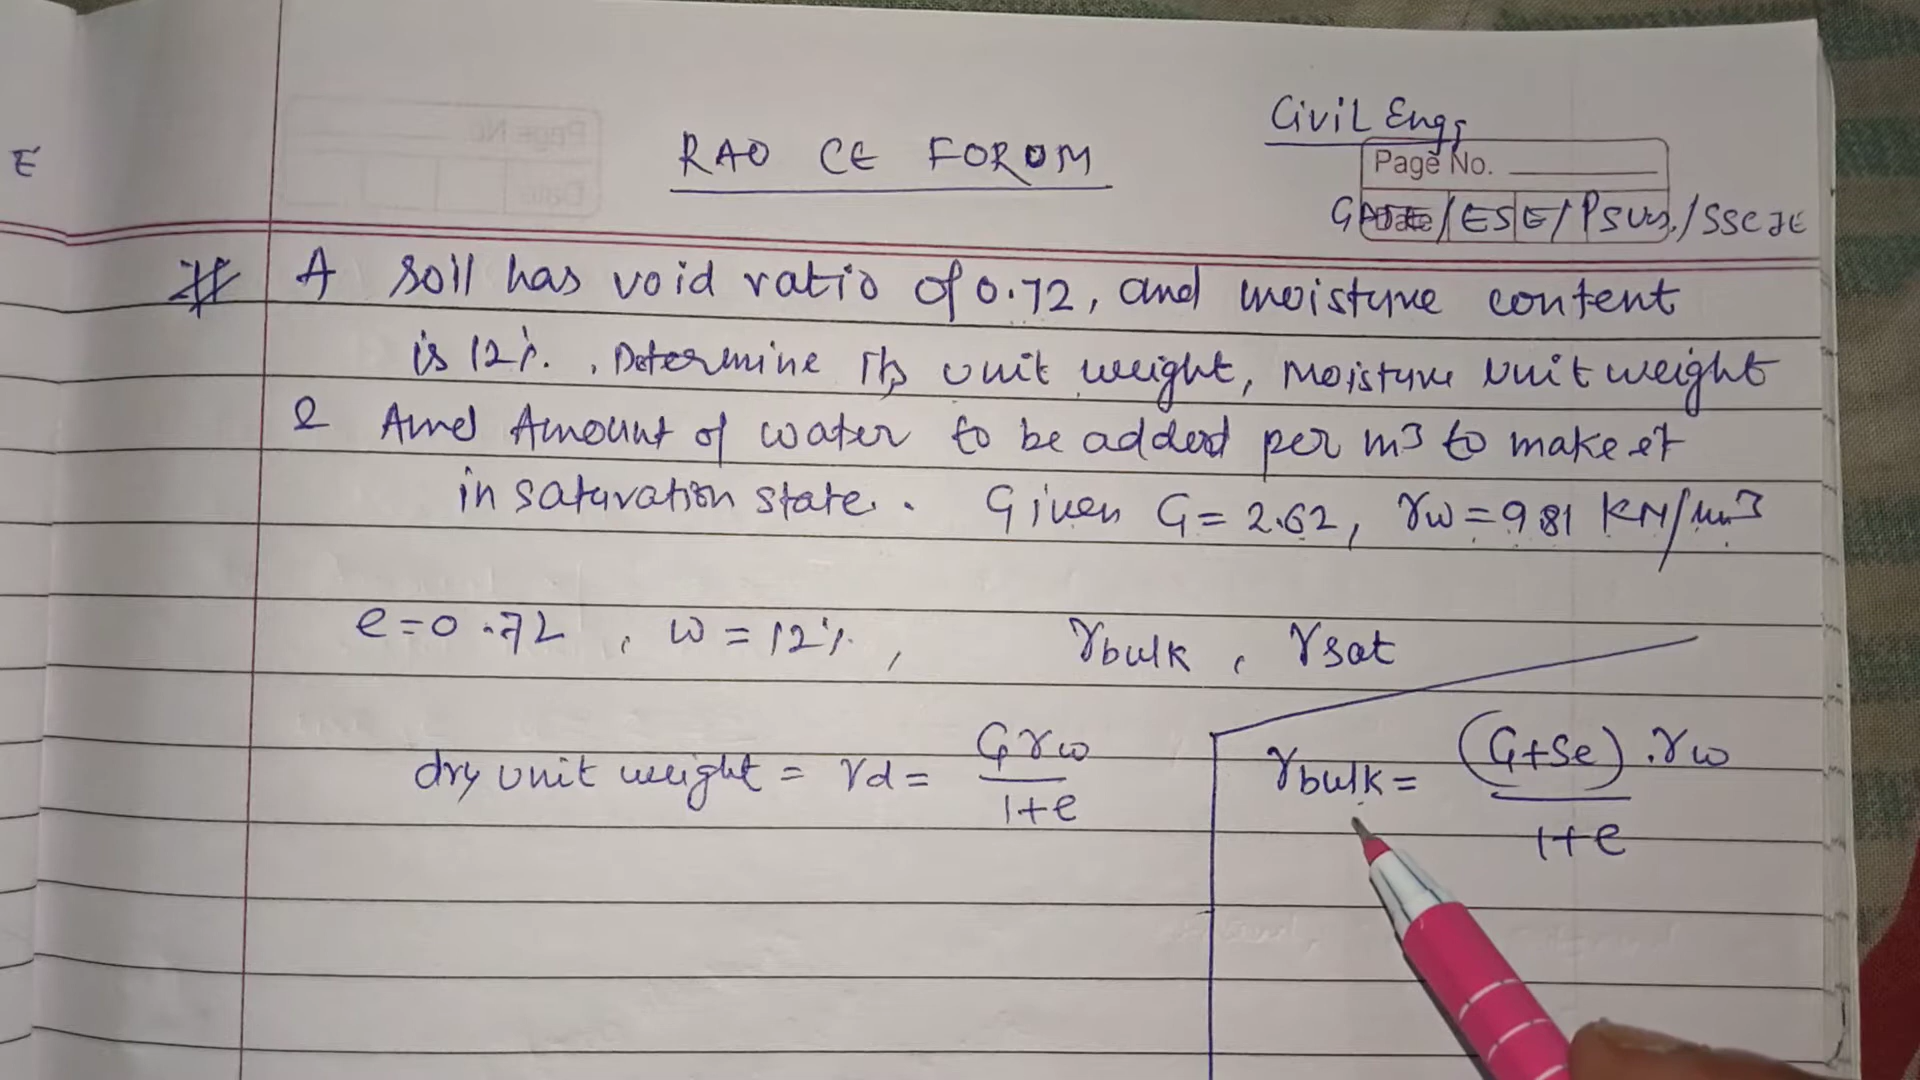 Civil Engg
RAO CE FORUM
Page No.
E
GATE/ESE/PSUs./SSC JE
# A soil has void ratio of 0.72, and moisture content
is 12%. , Determine its unit weight, Moisture unit weight
& And Amount of water to be added per m3 to make it
in saturation state. . Given G = 2.62, γw = 9.81 KN/m3
e=0.72 , w = 12%. , γbulk , γsat
dry unit weight = γd = Gγw / 1+e
γbulk = (G+Se).γw / 1+e